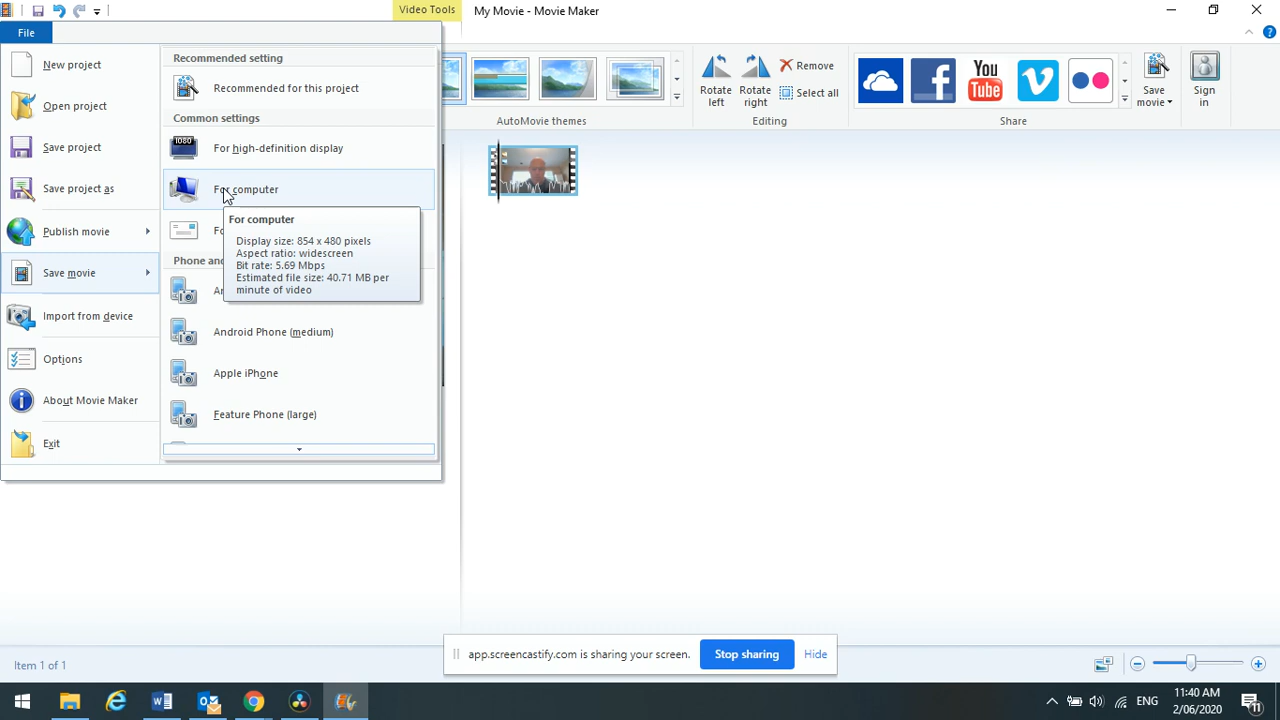 Video Tools
My Movie - Movie Maker
File
New project
Open project
Save project
Save project as
Publish movie
Save movie
Import from device
Options
About Movie Maker
Exit
Recommended setting
Recommended for this project
Common settings
1080
For high-definition display
For computer
For computer
Display size: 854 x 480 pixels
Aspect ratio: widescreen
Bit rate: 5.69 Mbps
Estimated file size: 40.71 MB per
minute of video
Android Phone (medium)
Apple iPhone
Feature Phone (large)
AutoMovie themes
Rotate left
Rotate right
Remove
Select all
Editing
You Tube
Share
Save movie
Sign in
app.screencastify.com is sharing your screen.
Stop sharing
Hide
Item 1 of 1
ENG
11:40 AM
2/06/2020
11